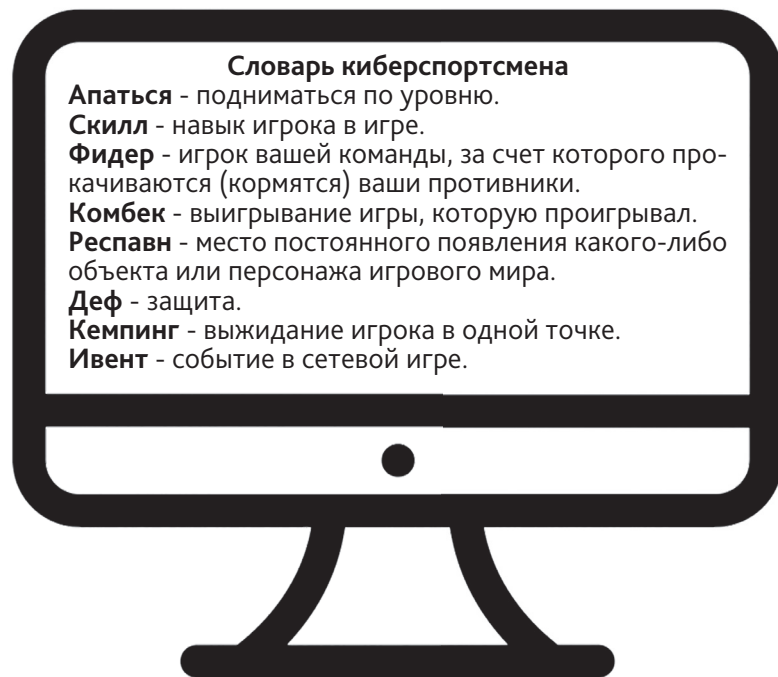 Словарь киберспортсмена
Апаться - подниматься по уровню.
Скилл - навык игрока в игре.
Фидер - игрок вашей команды, за счет которого про-
качиваются (кормятся) ваши противники.
Комбек - выигрывание игры, которую проигрывал.
Респавн - место постоянного появления какого-либо
объекта или персонажа игрового мира.
Деф - защита.
Кемпинг - выжидание игрока в одной точке.
Ивент - событие в сетевой игре.